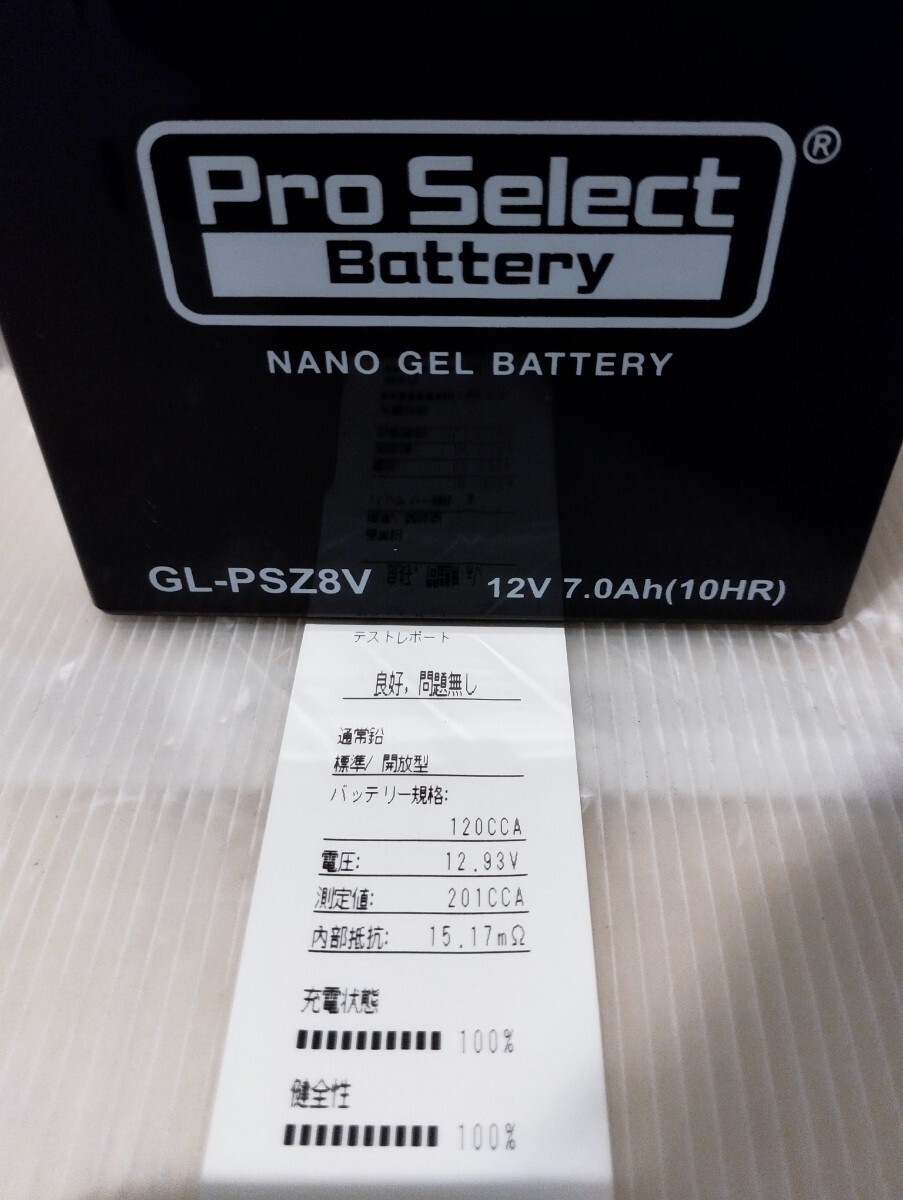 Pro Select®
Battery
NANO GEL BATTERY
GL-PSZ8V 12V 7.0Ah(10HR)
テストレポート
良好, 問題無し
通常鉛
標準/ 開放型
バッテリー規格:
120CCA
電圧: 12.93V
測定値: 201CCA
内部抵抗: 15.17mΩ
充電状態
100%
健全性
100%